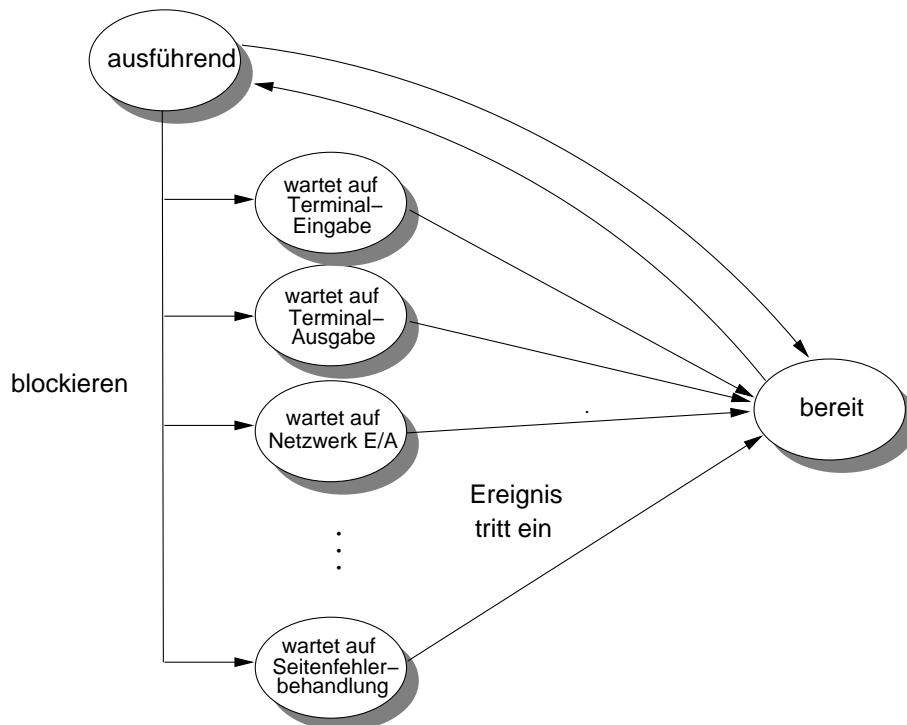 ausführend
wartet auf
Terminal–
Eingabe
wartet auf
Terminal–
Ausgabe
blockieren
bereit
wartet auf
Netzwerk E/A
Ereignis
tritt ein
wartet auf
Seitenfehler–
behandlung